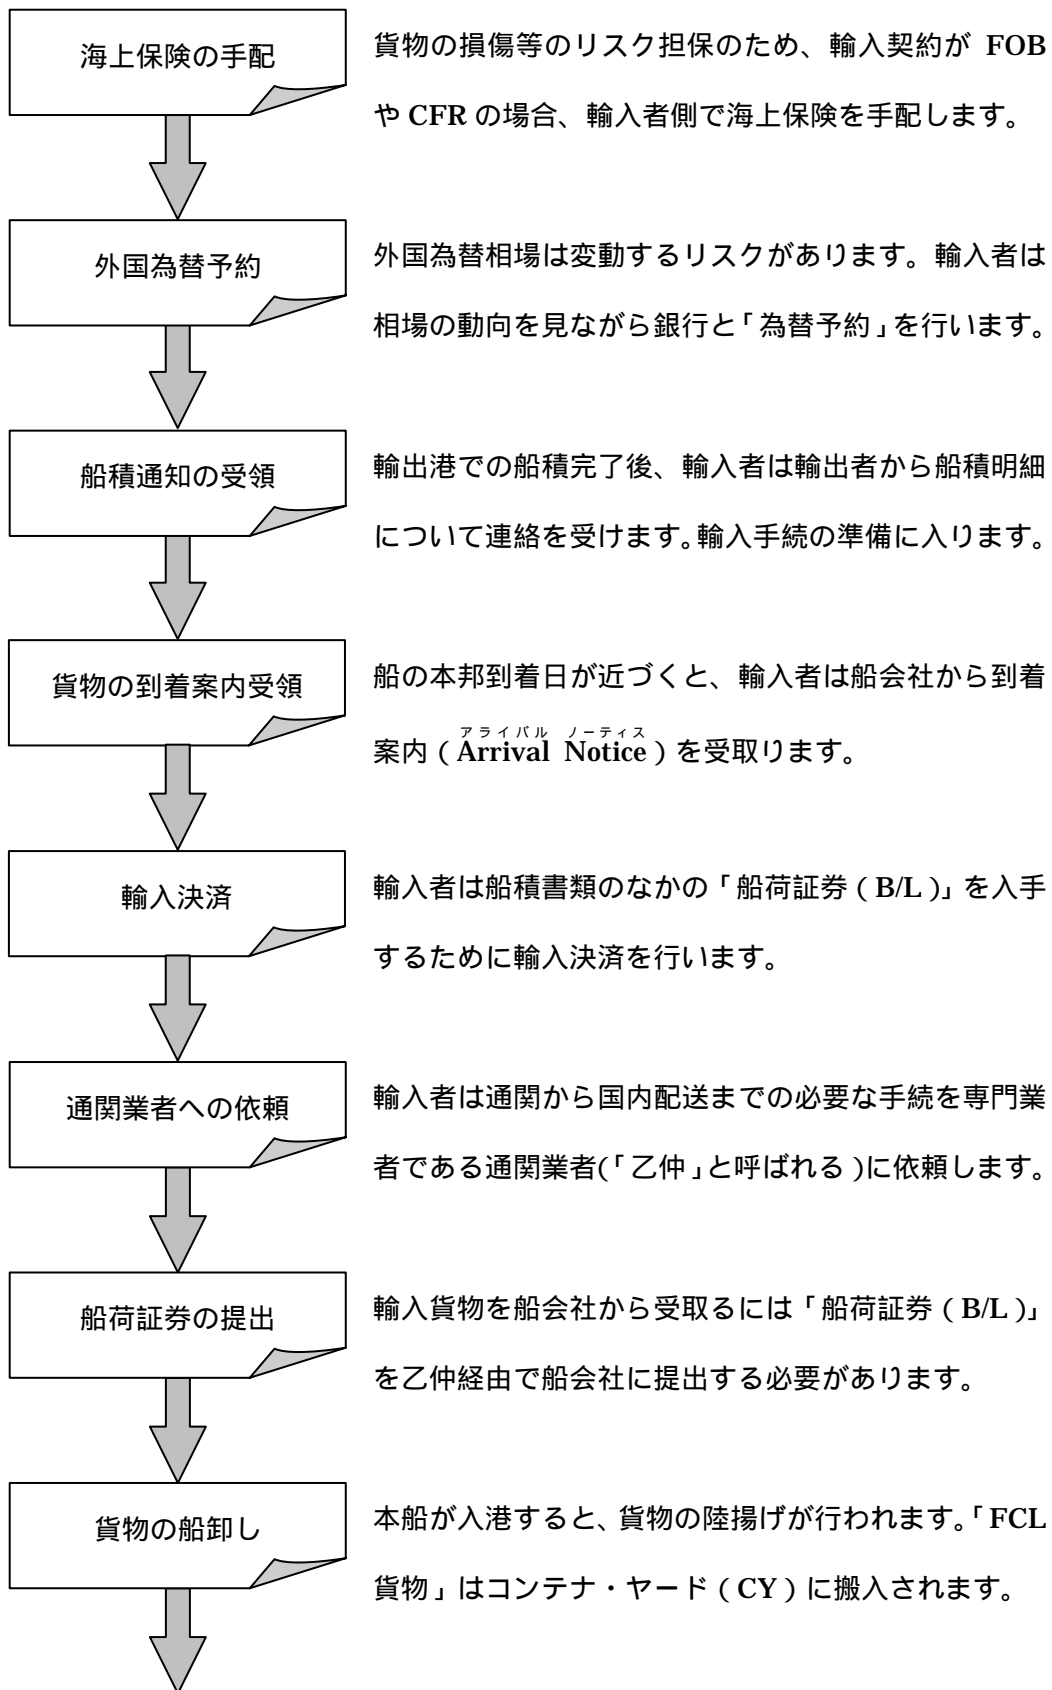 海上保険の手配
貨物の損傷等のリスク担保のため、輸入契約が FOB
や CFR の場合、輸入者側で海上保険を手配します。
外国為替予約
外国為替相場は変動するリスクがあります。輸入者は
相場の動向を見ながら銀行と「為替予約」を行います。
船積通知の受領
輸出港での船積完了後、輸入者は輸出者から船積明細
について連絡を受けます。輸入手続の準備に入ります。
貨物の到着案内受領
船の本邦到着日が近づくと、輸入者は船会社から到着
アライバル ノーティス
案内（Arrival Notice）を受取ります。
輸入決済
輸入者は船積書類のなかの「船荷証券（B/L）」を入手
するために輸入決済を行います。
通関業者への依頼
輸入者は通関から国内配送までの必要な手続を専門業
者である通関業者(「乙仲」と呼ばれる)に依頼します。
船荷証券の提出
輸入貨物を船会社から受取るには「船荷証券（B/L）」
を乙仲経由で船会社に提出する必要があります。
貨物の船卸し
本船が入港すると、貨物の陸揚げが行われます。「FCL
貨物」はコンテナ・ヤード（CY）に搬入されます。